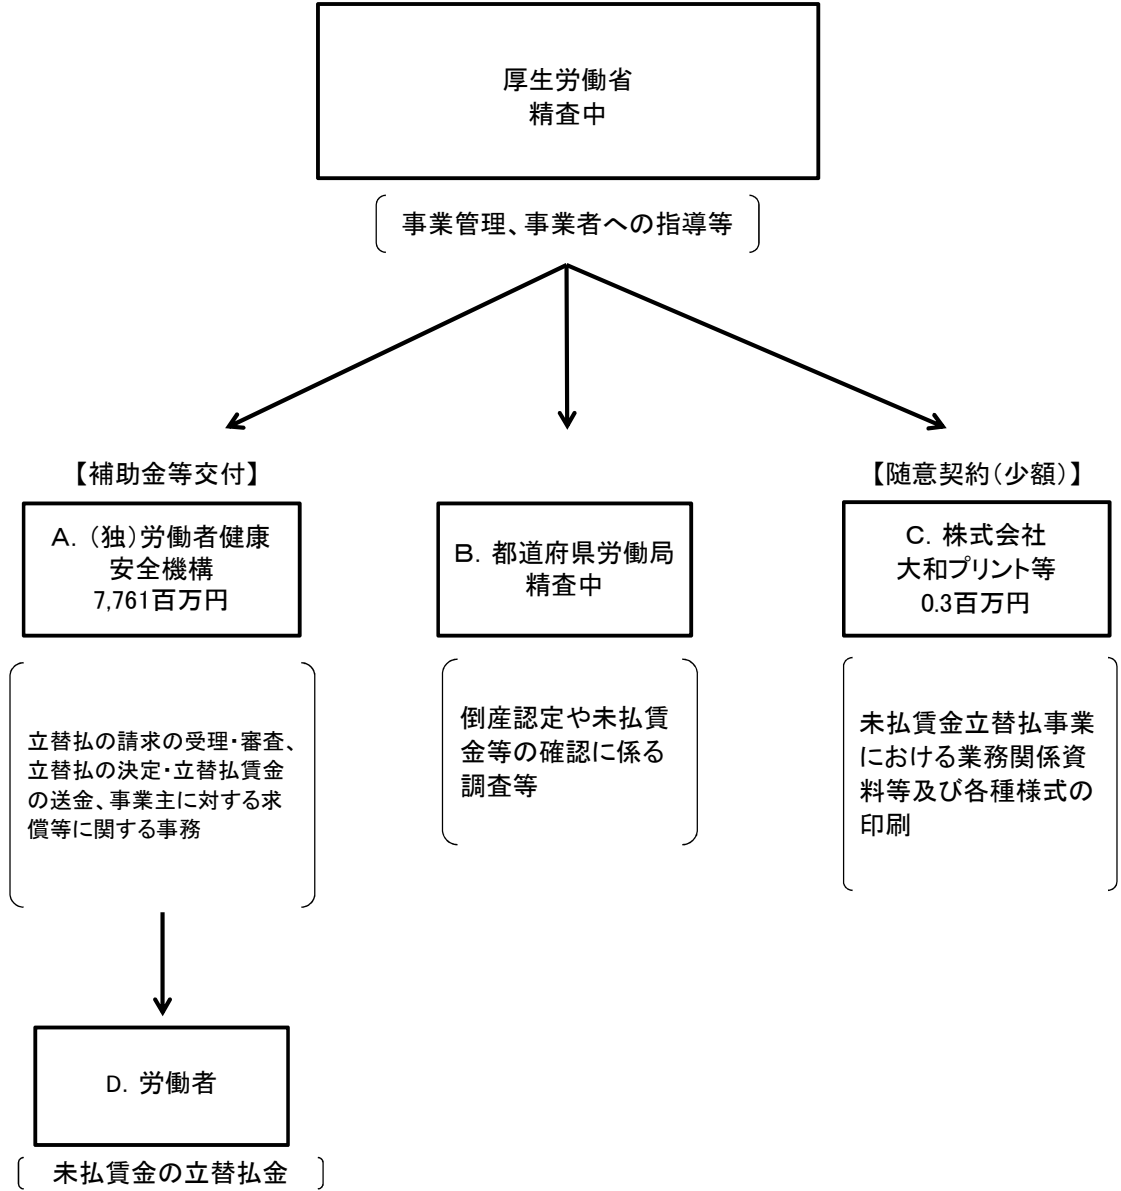 厚生労働省
精査中
事業管理、事業者への指導等
【補助金等交付】
A. （独）労働者健康
安全機構
7,761百万円
立替払の請求の受理・審査、
立替払の決定・立替払賃金
の送金、事業主に対する求
償等に関する事務
B. 都道府県労働局
精査中
倒産認定や未払賃
金等の確認に係る
調査等
【随意契約（少額）】
C. 株式会社
大和プリント等
0.3百万円
未払賃金立替払事業
における業務関係資
料等及び各種様式の
印刷
D. 労働者
未払賃金の立替払金